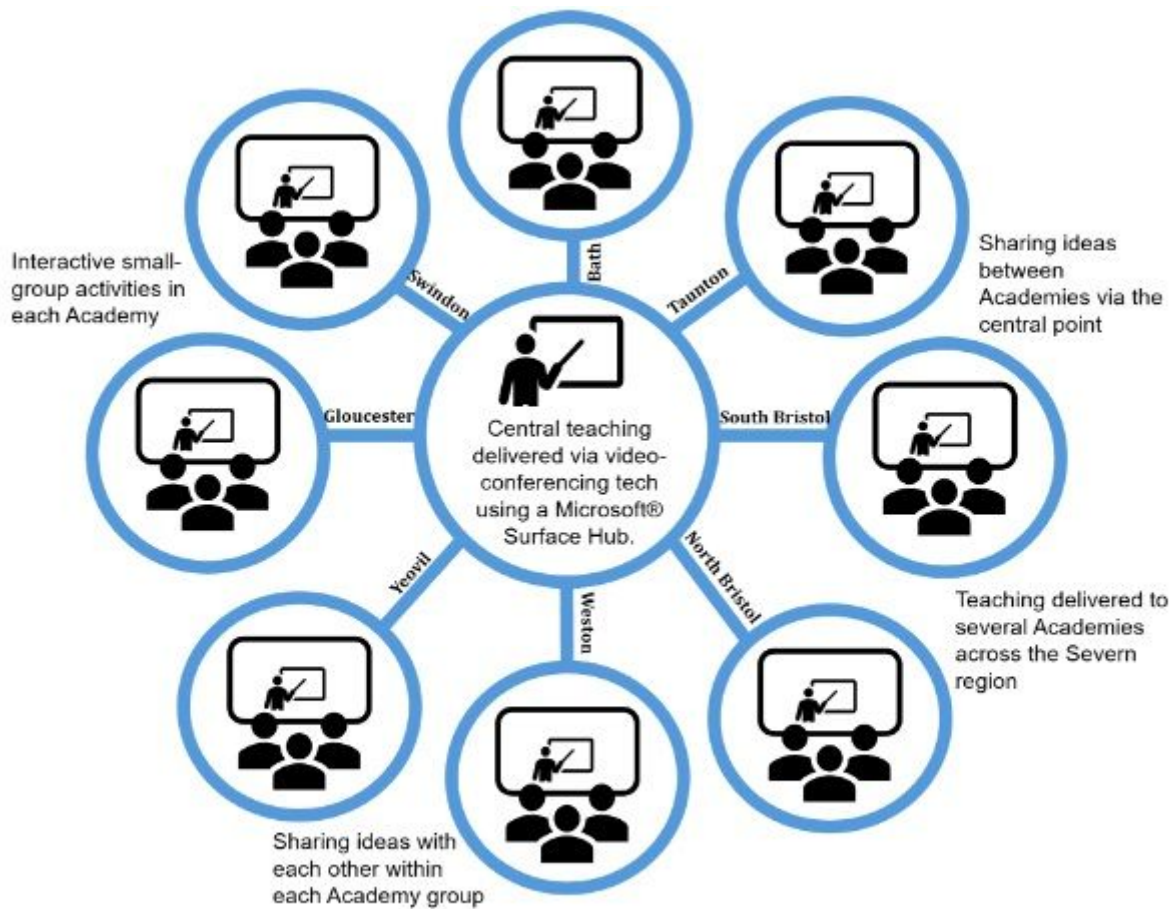 Bath
Swindon
Taunton
Interactive small-
group activities in
each Academy
Sharing ideas
between
Academies via the
central point
Gloucester
South Bristol
Central teaching
delivered via video-
conferencing tech
using a Microsoft®
Surface Hub.
Yeovil
Weston
North Bristol
Teaching delivered to
several Academies
across the Severn
region
Sharing ideas with
each other within
each Academy group